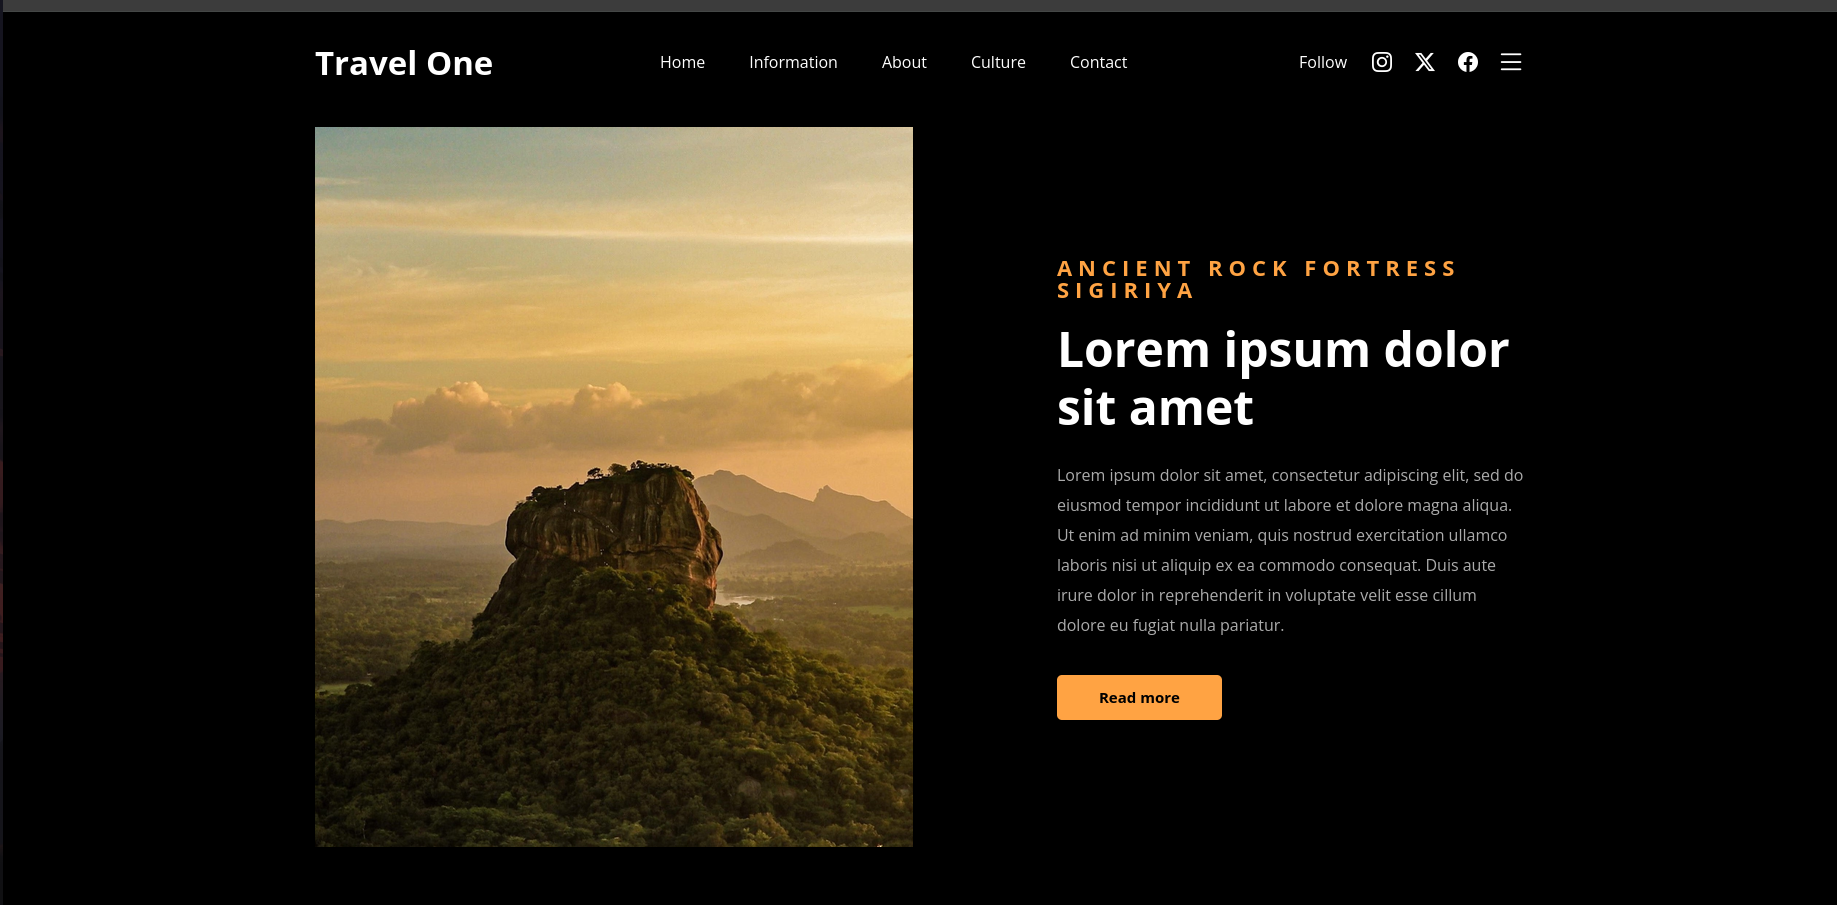 Travel One
Home Information About Culture Contact
Follow
ANCIENT ROCK FORTRESS
SIGIRIYA
Lorem ipsum dolor
sit amet
Lorem ipsum dolor sit amet, consectetur adipiscing elit, sed do
eiusmod tempor incididunt ut labore et dolore magna aliqua.
Ut enim ad minim veniam, quis nostrud exercitation ullamco
laboris nisi ut aliquip ex ea commodo consequat. Duis aute
irure dolor in reprehenderit in voluptate velit esse cillum
dolore eu fugiat nulla pariatur.
Read more